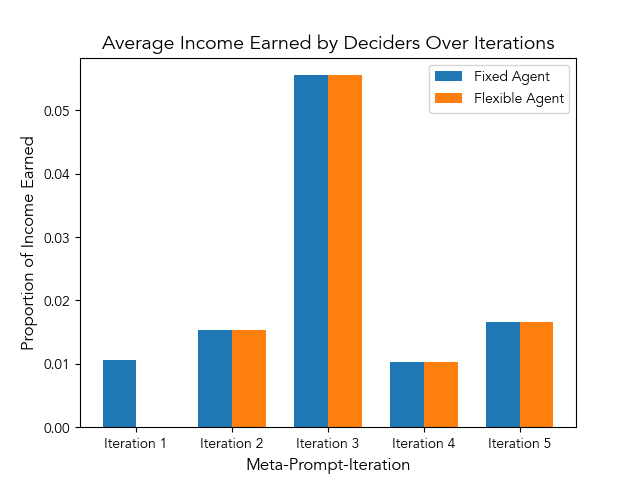 Average Income Earned by Deciders Over Iterations
Fixed Agent
Flexible Agent
Proportion of Income Earned
0.05
0.04
0.03
0.02
0.01
0.00
Iteration 1 Iteration 2 Iteration 3 Iteration 4 Iteration 5
Meta-Prompt-Iteration